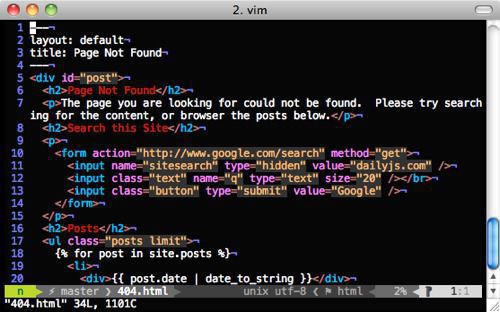 2. vim
1 ---¬
2 layout: default¬
3 title: Page Not Found¬
4 ---¬
5 <div id="post">¬
6 <h2>Page Not Found</h2>¬
7 <p>The page you are looking for could not be found.  Please try search
ing for the content, or browser the posts below.</p>¬
8 <h2>Search this Site</h2>¬
9 <p>¬
10 <form action="http://www.google.com/search" method="get">¬
11 <input name="sitesearch" type="hidden" value="dailyjs.com" />¬
12 <input class="text" name="q" type="text" size="20" /></br>¬
13 <input class="button" type="submit" value="Google" />¬
14 </form>¬
15 </p>¬
16 <h2>Posts</h2>¬
17 <ul class="posts limit">¬
18 {% for post in site.posts %}¬
19 <li>¬
20 <div>{{ post.date | date_to_string }}</div>¬
n master 404.html unix utf-8 html 2% 1:1
"404.html" 34L, 1101C